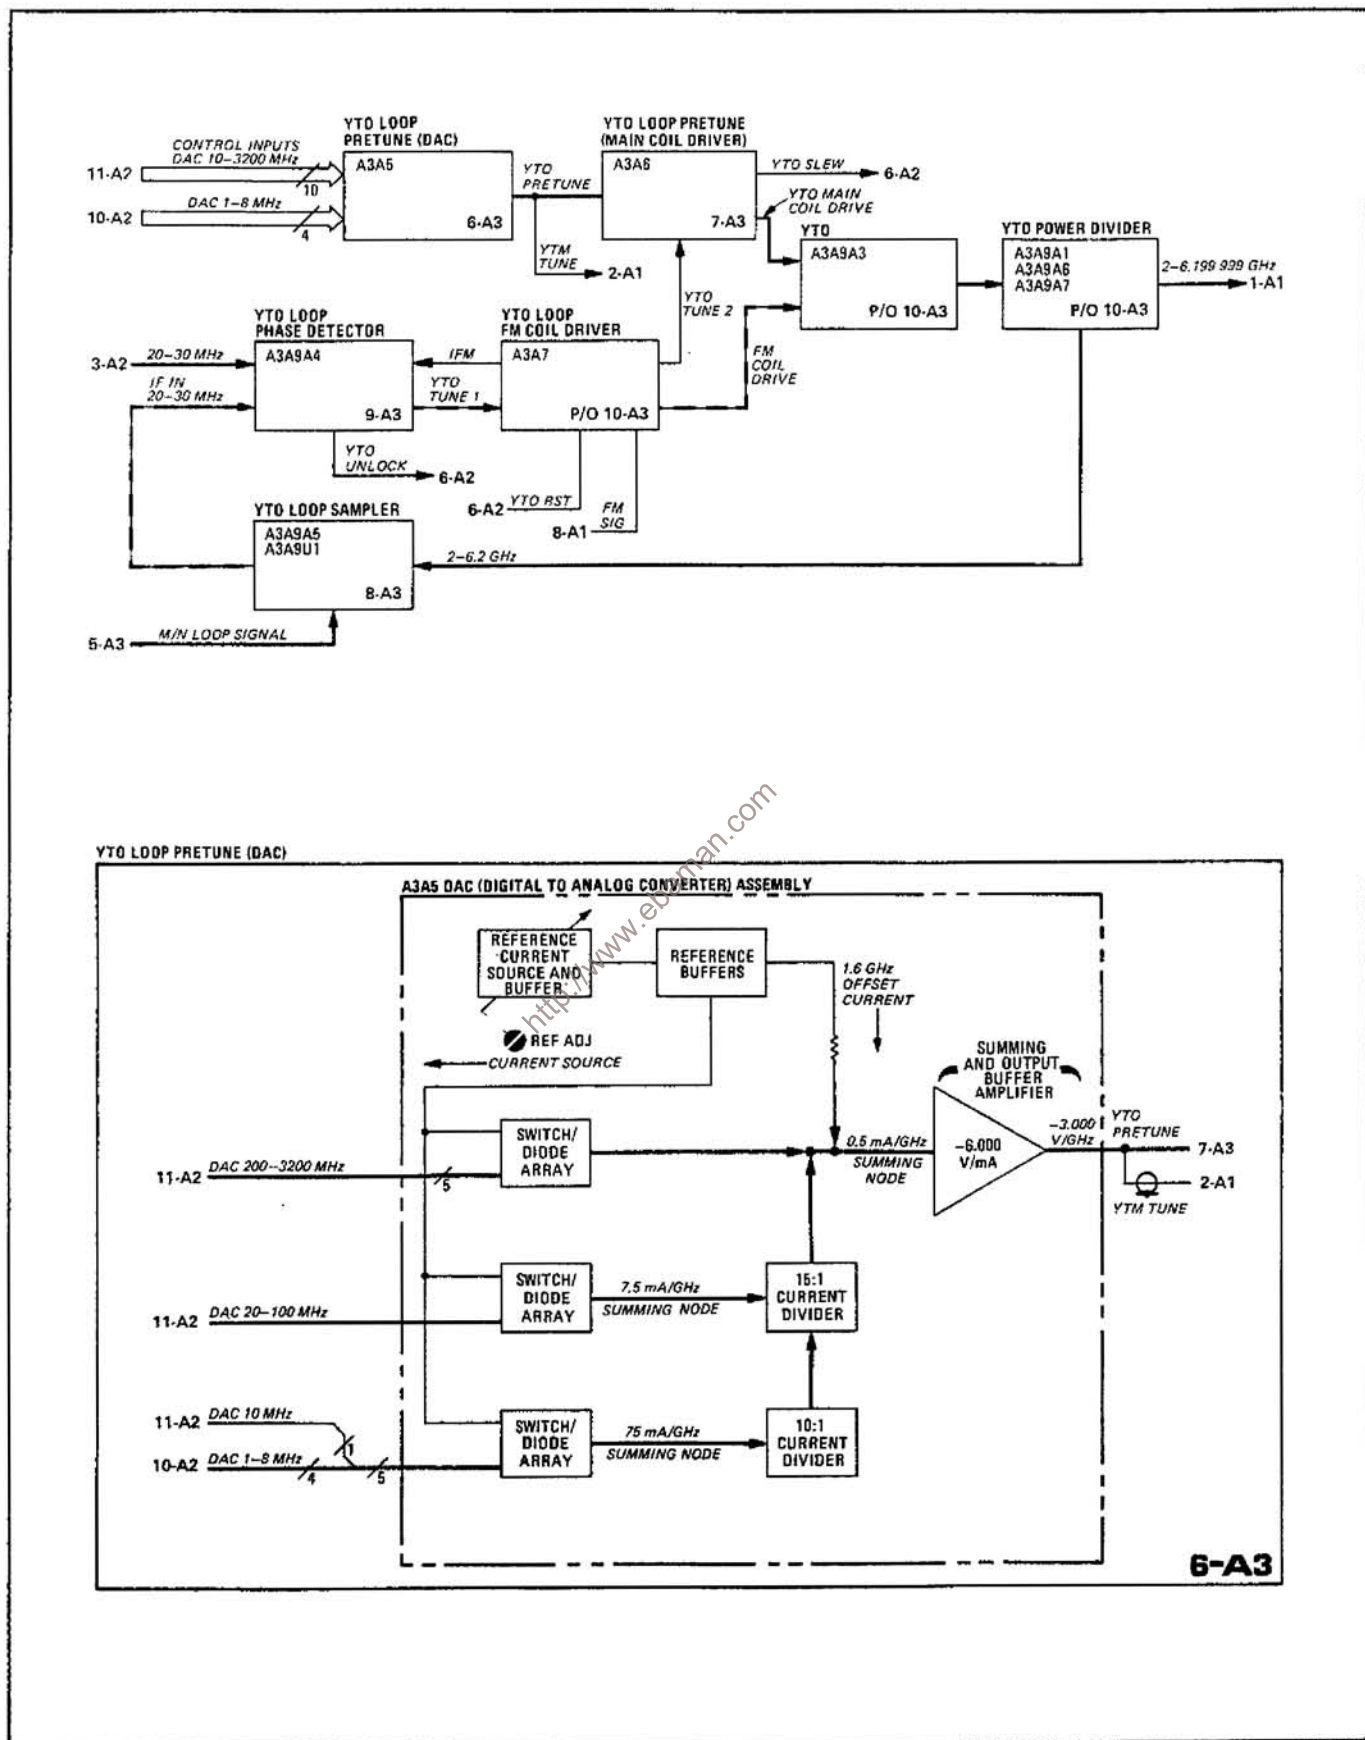 YTO LOOP
PRETUNE (DAC)
YTO LOOP PRETUNE
(MAIN COIL DRIVER)
CONTROL INPUTS
DAC 10–3200 MHz
11-A2
10
A3A5
6-A3
YTO
PRETUNE
A3A6
7-A3
YTO SLEW
6-A2
YTO MAIN
COIL DRIVE
10-A2
DAC 1–8 MHz
4
YTM
TUNE
2-A1
YTO
A3A9A3
P/O 10-A3
YTO POWER DIVIDER
A3A9A1
A3A9A6
A3A9A7
P/O 10-A3
2–6.199 999 GHz
1-A1
YTO
TUNE 2
YTO LOOP
PHASE DETECTOR
YTO LOOP
FM COIL DRIVER
3-A2
20–30 MHz
IF IN
20–30 MHz
A3A9A4
9-A3
IFM
YTO
TUNE 1
A3A7
P/O 10-A3
FM
COIL
DRIVE
YTO
UNLOCK
6-A2
6-A2
YTO RST
FM
SIG
8-A1
YTO LOOP SAMPLER
A3A9A5
A3A9U1
8-A3
2–6.2 GHz
5-A3
M/N LOOP SIGNAL
http://www.ebaman.com
YTO LOOP PRETUNE (DAC)
A3A5 DAC (DIGITAL TO ANALOG CONVERTER) ASSEMBLY
REFERENCE
CURRENT
SOURCE AND
BUFFER
REFERENCE
BUFFERS
1.6 GHz
OFFSET
CURRENT
REF ADJ
CURRENT SOURCE
SUMMING
AND OUTPUT
BUFFER
AMPLIFIER
11-A2
DAC 200–3200 MHz
5
SWITCH/
DIODE
ARRAY
0.5 mA/GHz
SUMMING
NODE
–6.000
V/mA
–3.000
V/GHz
YTO
PRETUNE
7-A3
2-A1
YTM TUNE
11-A2
DAC 20–100 MHz
SWITCH/
DIODE
ARRAY
7.5 mA/GHz
SUMMING NODE
15:1
CURRENT
DIVIDER
11-A2
DAC 10 MHz
1
10-A2
DAC 1–8 MHz
4
5
SWITCH/
DIODE
ARRAY
75 mA/GHz
SUMMING NODE
10:1
CURRENT
DIVIDER
6-A3